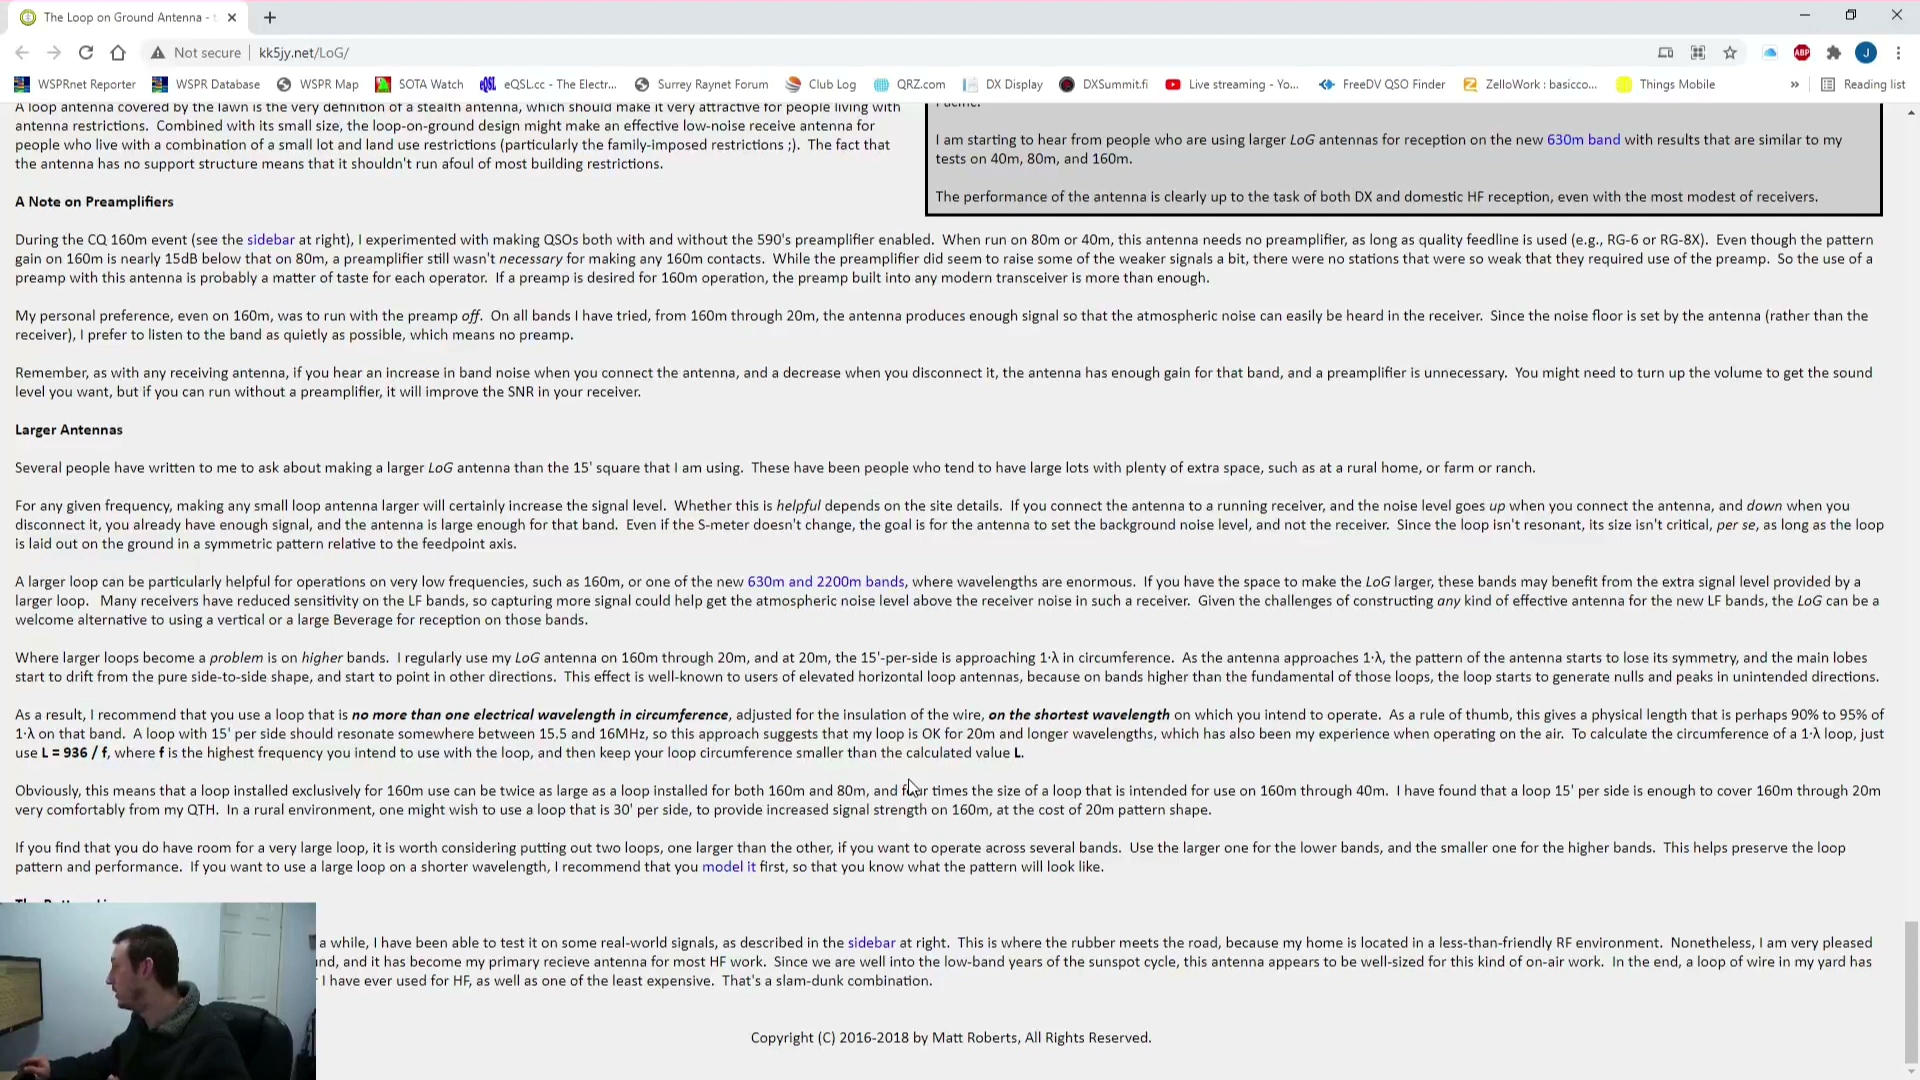 The Loop on Ground Antenna -
Not secure
kk5jy.net/LoG/
ABP
J
WSPRnet Reporter
WSPR Database
WSPR Map
SOTA Watch
eQSL.cc - The Electr...
Surrey Raynet Forum
Club Log
QRZ.com
DX Display
DXSummit.fi
Live streaming - Yo...
FreeDV QSO Finder
ZelloWork : basicco...
Things Mobile
»
Reading list
A loop antenna covered by the lawn is the very definition of a stealth antenna, which should make it very attractive for people living with
antenna restrictions. Combined with its small size, the loop-on-ground design might make an effective low-noise receive antenna for
people who live with a combination of a small lot and land use restrictions (particularly the family-imposed restrictions ;). The fact that
the antenna has no support structure means that it shouldn't run afoul of most building restrictions.
I am starting to hear from people who are using larger LoG antennas for reception on the new 630m band with results that are similar to my
tests on 40m, 80m, and 160m.
The performance of the antenna is clearly up to the task of both DX and domestic HF reception, even with the most modest of receivers.
A Note on Preamplifiers
During the CQ 160m event (see the sidebar at right), I experimented with making QSOs both with and without the 590's preamplifier enabled. When run on 80m or 40m, this antenna needs no preamplifier, as long as quality feedline is used (e.g., RG-6 or RG-8X). Even though the pattern
gain on 160m is nearly 15dB below that on 80m, a preamplifier still wasn't necessary for making any 160m contacts. While the preamplifier did seem to raise some of the weaker signals a bit, there were no stations that were so weak that they required use of the preamp. So the use of a
preamp with this antenna is probably a matter of taste for each operator. If a preamp is desired for 160m operation, the preamp built into any modern transceiver is more than enough.
My personal preference, even on 160m, was to run with the preamp off. On all bands I have tried, from 160m through 20m, the antenna produces enough signal so that the atmospheric noise can easily be heard in the receiver. Since the noise floor is set by the antenna (rather than the
receiver), I prefer to listen to the band as quietly as possible, which means no preamp.
Remember, as with any receiving antenna, if you hear an increase in band noise when you connect the antenna, and a decrease when you disconnect it, the antenna has enough gain for that band, and a preamplifier is unnecessary. You might need to turn up the volume to get the sound
level you want, but if you can run without a preamplifier, it will improve the SNR in your receiver.
Larger Antennas
Several people have written to me to ask about making a larger LoG antenna than the 15' square that I am using. These have been people who tend to have large lots with plenty of extra space, such as at a rural home, or farm or ranch.
For any given frequency, making any small loop antenna larger will certainly increase the signal level. Whether this is helpful depends on the site details. If you connect the antenna to a running receiver, and the noise level goes up when you connect the antenna, and down when you
disconnect it, you already have enough signal, and the antenna is large enough for that band. Even if the S-meter doesn't change, the goal is for the antenna to set the background noise level, and not the receiver. Since the loop isn't resonant, its size isn't critical, per se, as long as the loop
is laid out on the ground in a symmetric pattern relative to the feedpoint axis.
A larger loop can be particularly helpful for operations on very low frequencies, such as 160m, or one of the new 630m and 2200m bands, where wavelengths are enormous. If you have the space to make the LoG larger, these bands may benefit from the extra signal level provided by a
larger loop. Many receivers have reduced sensitivity on the LF bands, so capturing more signal could help get the atmospheric noise level above the receiver noise in such a receiver. Given the challenges of constructing any kind of effective antenna for the new LF bands, the LoG can be a
welcome alternative to using a vertical or a large Beverage for reception on those bands.
Where larger loops become a problem is on higher bands. I regularly use my LoG antenna on 160m through 20m, and at 20m, the 15'-per-side is approaching 1·λ in circumference. As the antenna approaches 1·λ, the pattern of the antenna starts to lose its symmetry, and the main lobes
start to drift from the pure side-to-side shape, and start to point in other directions. This effect is well-known to users of elevated horizontal loop antennas, because on bands higher than the fundamental of those loops, the loop starts to generate nulls and peaks in unintended directions.
As a result, I recommend that you use a loop that is no more than one electrical wavelength in circumference, adjusted for the insulation of the wire, on the shortest wavelength on which you intend to operate. As a rule of thumb, this gives a physical length that is perhaps 90% to 95% of
1·λ on that band. A loop with 15' per side should resonate somewhere between 15.5 and 16MHz, so this approach suggests that my loop is OK for 20m and longer wavelengths, which has also been my experience when operating on the air. To calculate the circumference of a 1·λ loop, just
use L = 936 / f, where f is the highest frequency you intend to use with the loop, and then keep your loop circumference smaller than the calculated value L.
Obviously, this means that a loop installed exclusively for 160m use can be twice as large as a loop installed for both 160m and 80m, and four times the size of a loop that is intended for use on 160m through 40m. I have found that a loop 15' per side is enough to cover 160m through 20m
very comfortably from my QTH. In a rural environment, one might wish to use a loop that is 30' per side, to provide increased signal strength on 160m, at the cost of 20m pattern shape.
If you find that you do have room for a very large loop, it is worth considering putting out two loops, one larger than the other, if you want to operate across several bands. Use the larger one for the lower bands, and the smaller one for the higher bands. This helps preserve the loop
pattern and performance. If you want to use a large loop on a shorter wavelength, I recommend that you model it first, so that you know what the pattern will look like.
a while, I have been able to test it on some real-world signals, as described in the sidebar at right. This is where the rubber meets the road, because my home is located in a less-than-friendly RF environment. Nonetheless, I am very pleased
nd, and it has become my primary recieve antenna for most HF work. Since we are well into the low-band years of the sunspot cycle, this antenna appears to be well-sized for this kind of on-air work. In the end, a loop of wire in my yard has
I have ever used for HF, as well as one of the least expensive. That's a slam-dunk combination.
Copyright (C) 2016-2018 by Matt Roberts, All Rights Reserved.